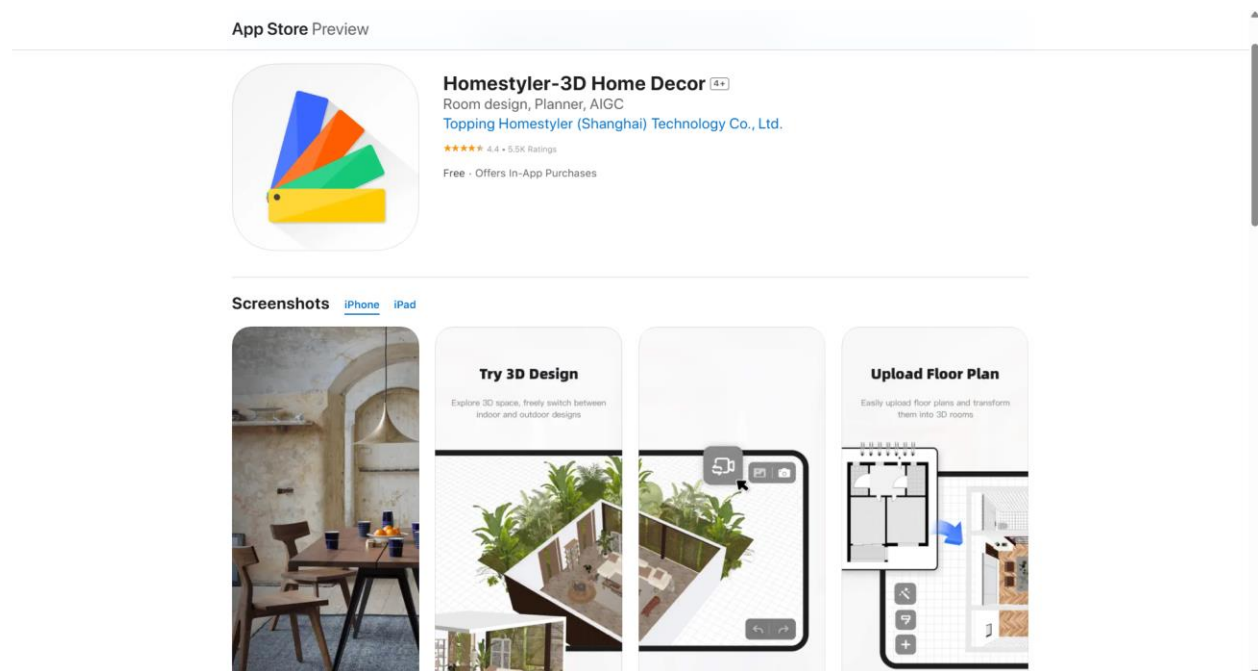 App Store Preview
Homestyler-3D Home Decor 4+
Room design, Planner, AIGC
Topping Homestyler (Shanghai) Technology Co., Ltd.
★★★★★ 4.4 • 5.5K Ratings
Free · Offers In-App Purchases
Screenshots iPhone iPad
Try 3D Design
Explore 3D space, freely switch between
indoor and outdoor designs
Upload Floor Plan
Easily upload floor plans and transform
them into 3D rooms